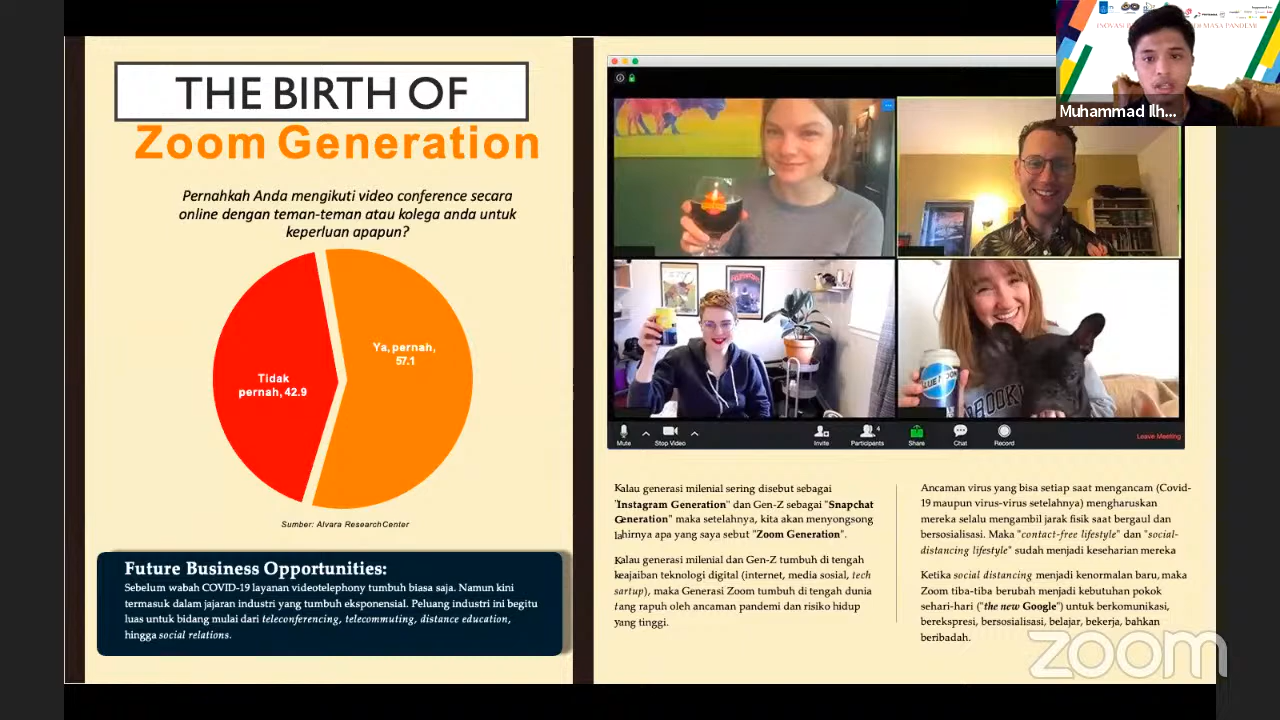 THE BIRTH OF
Zoom Generation
Pernahkah Anda mengikuti video conference secara
online dengan teman-teman atau kolega anda untuk
keperluan apapun?
Ya, pernah,
57.1
Tidak
pernah, 42.9
Sumber: Alvara ResearchCenter
Future Business Opportunities:
Sebelum wabah COVID-19 layanan videotelephony tumbuh biasa saja. Namun kini
termasuk dalam jajaran industri yang tumbuh eksponensial. Peluang industri ini begitu
luas untuk bidang mulai dari teleconferencing, telecommuting, distance education,
hingga social relations.
Mute
Stop Video
Invite
Participants
4
Share
Chat
Record
Leave Meeting
BLUE MOON
BROOK
Kalau generasi milenial sering disebut sebagai
"Instagram Generation" dan Gen-Z sebagai "Snapchat
Generation" maka setelahnya, kita akan menyongsong
lahirnya apa yang saya sebut "Zoom Generation".
Kalau generasi milenial dan Gen-Z tumbuh di tengah
keajaiban teknologi digital (internet, media sosial, tech
sartup), maka Generasi Zoom tumbuh di tengah dunia
tang rapuh oleh ancaman pandemi dan risiko hidup
yang tinggi.
Ancaman virus yang bisa setiap saat mengancam (Covid-
19 maupun virus-virus setelahnya) mengharuskan
mereka selalu mengambil jarak fisik saat bergaul dan
bersosialisasi. Maka "contact-free lifestyle" dan "social-
distancing lifestyle" sudah menjadi keseharian mereka
Ketika social distancing menjadi kenormalan baru, maka
Zoom tiba-tiba berubah menjadi kebutuhan pokok
sehari-hari ("the new Google") untuk berkomunikasi,
berekspresi, bersosialisasi, belajar, bekerja, bahkan
beribadah.
Muhammad Ilh...
zoom